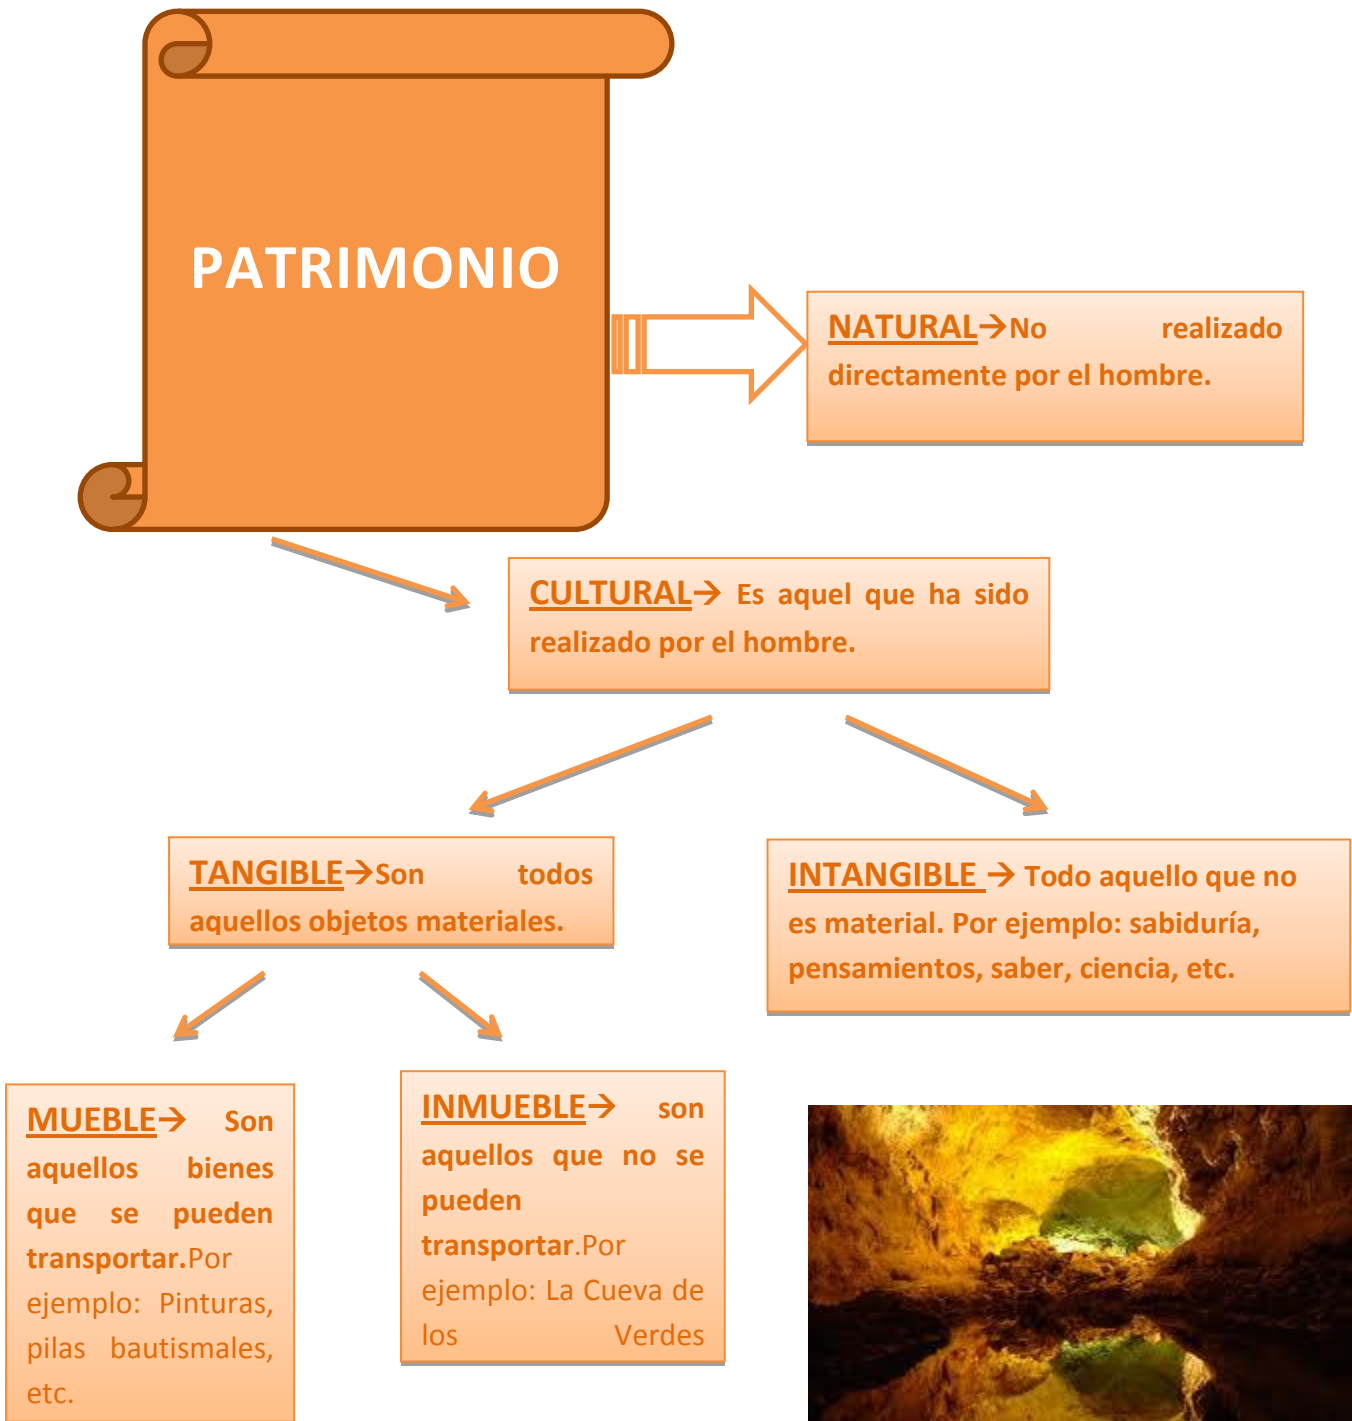 PATRIMONIO
NATURAL→No realizado
directamente por el hombre.
CULTURAL→ Es aquel que ha sido
realizado por el hombre.
TANGIBLE→Son todos
aquellos objetos materiales.
INTANGIBLE → Todo aquello que no
es material. Por ejemplo: sabiduría,
pensamientos, saber, ciencia, etc.
MUEBLE→ Son
aquellos bienes
que se pueden
transportar.Por
ejemplo: Pinturas,
pilas bautismales,
etc.
INMUEBLE→ son
aquellos que no se
pueden
transportar.Por
ejemplo: La Cueva de
los Verdes